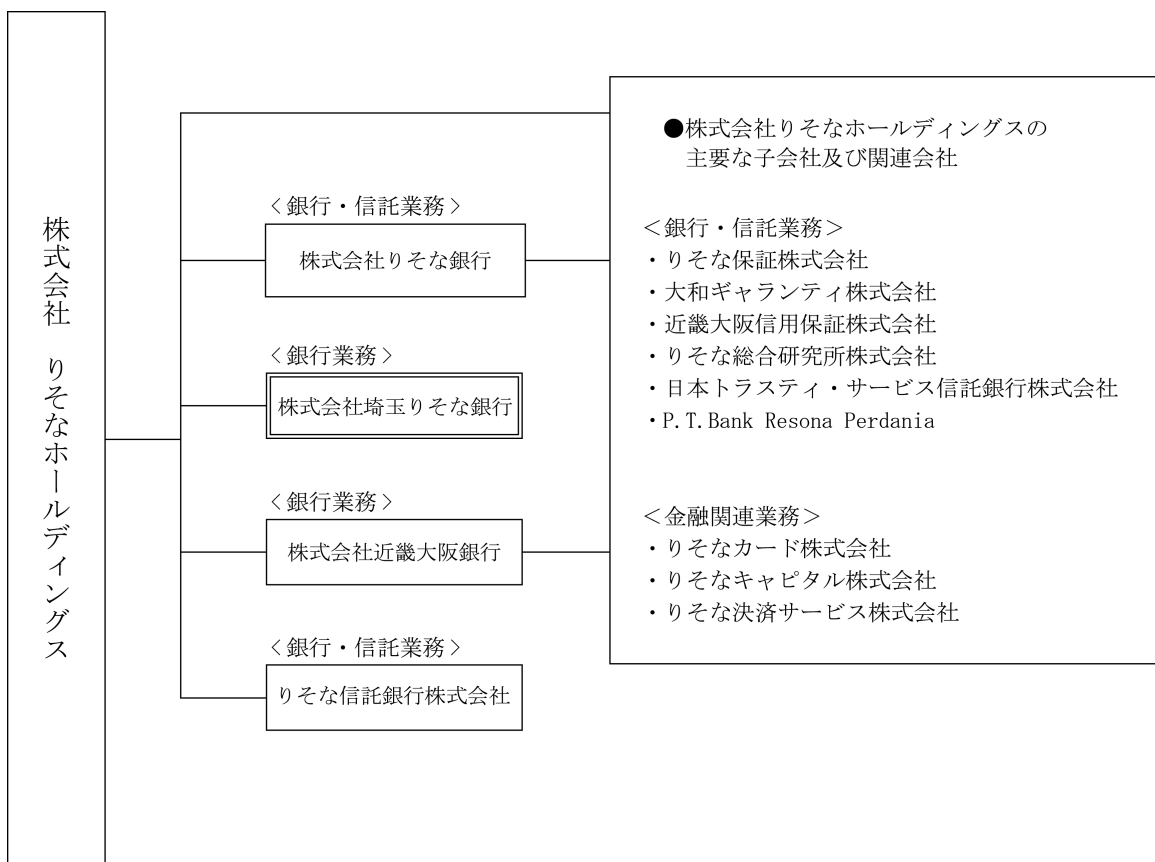 株式会社 りそなホールディングス
<銀行・信託業務>
株式会社りそな銀行
<銀行業務>
株式会社埼玉りそな銀行
<銀行業務>
株式会社近畿大阪銀行
<銀行・信託業務>
りそな信託銀行株式会社
●株式会社りそなホールディングスの
主要な子会社及び関連会社
<銀行・信託業務>
・りそな保証株式会社
・大和ギャランティ株式会社
・近畿大阪信用保証株式会社
・りそな総合研究所株式会社
・日本トラスティ・サービス信託銀行株式会社
・P.T.Bank Resona Perdania
<金融関連業務>
・りそなカード株式会社
・りそなキャピタル株式会社
・りそな決済サービス株式会社